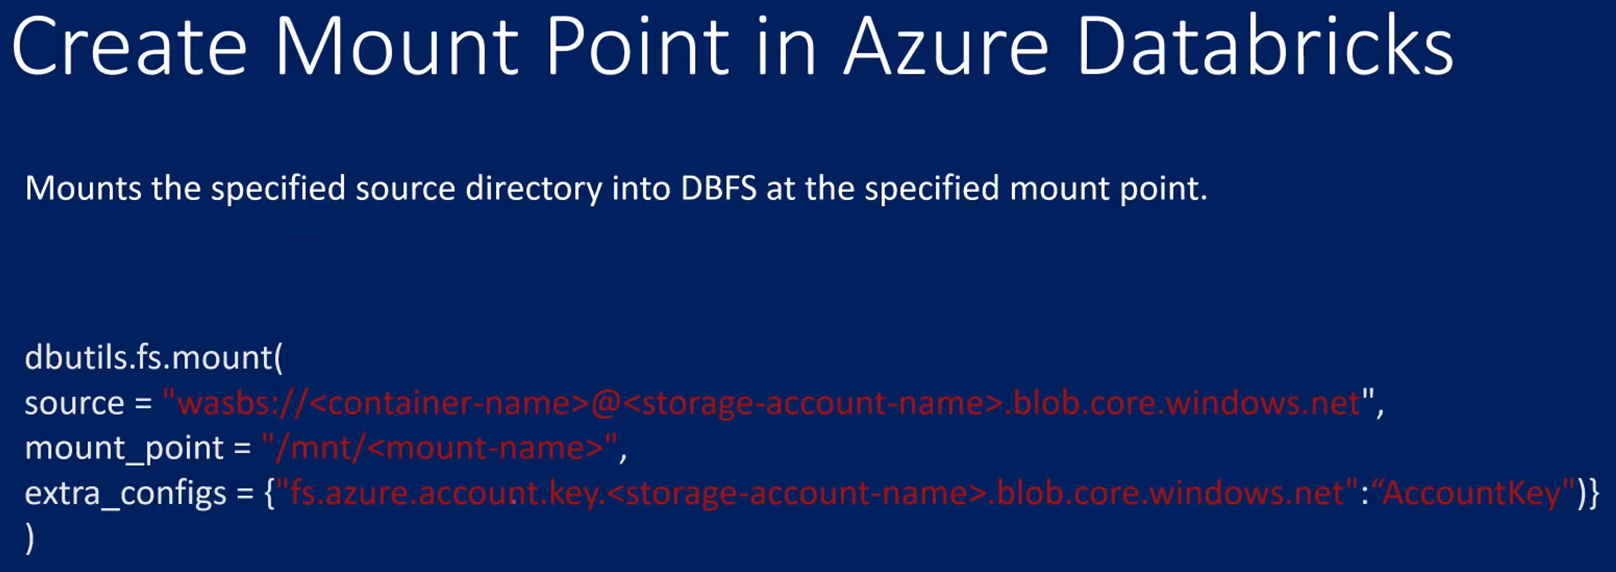 Create Mount Point in Azure Databricks
Mounts the specified source directory into DBFS at the specified mount point.
dbutils.fs.mount(
source = "wasbs://<container-name>@<storage-account-name>.blob.core.windows.net",
mount_point = "/mnt/<mount-name>",
extra_configs = {"fs.azure.account.key.<storage-account-name>.blob.core.windows.net":“AccountKey")}
)